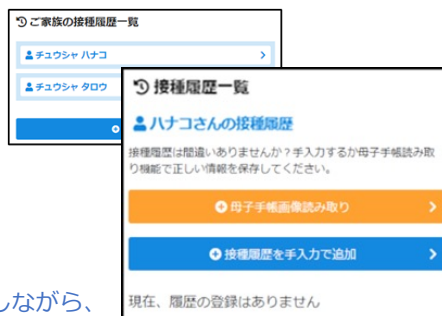 ご家族の接種履歴一覧
チュウシャ ハナコ
チュウシャ タロウ
接種履歴一覧
ハナコさんの接種履歴
接種履歴は間違いありませんか？手入力するか母子手帳読み取
り機能で正しい情報を保存してください。
母子手帳画像読み取り
接種履歴を手入力で追加
現在、履歴の登録はありません
しながら、